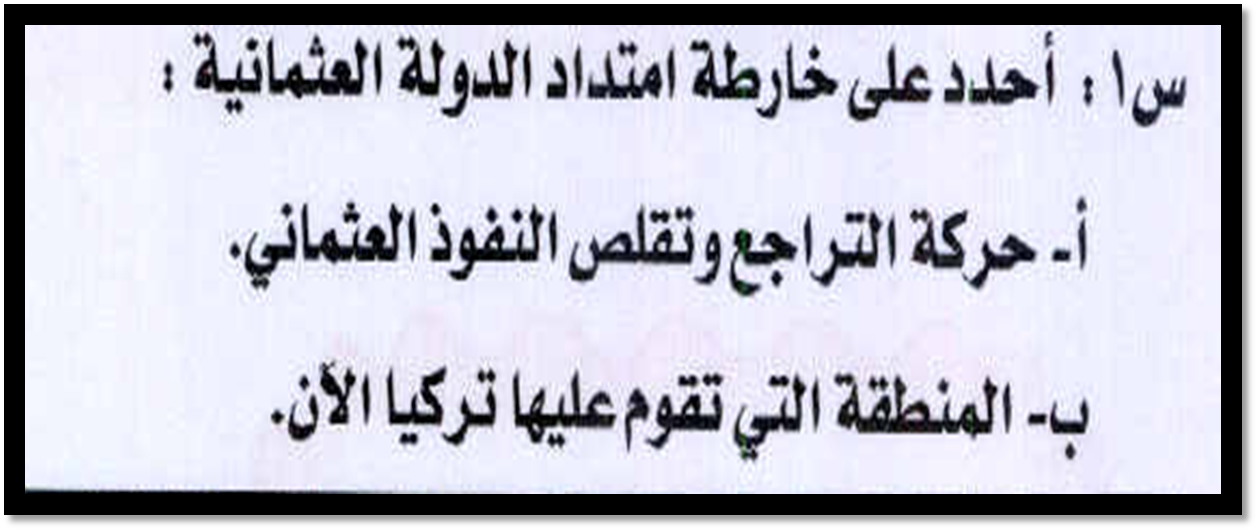 س١ : أحدد على خارطة امتداد الدولة العثمانية :
أ- حركة التراجع وتقلص النفوذ العثماني.
ب- المنطقة التي تقوم عليها تركيا الآن.